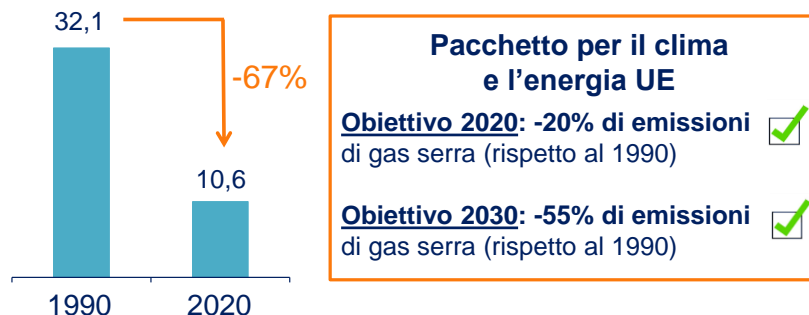 32,1
-67%
10,6
1990
2020
Pacchetto per il clima
e l'energia UE
Obiettivo 2020: -20% di emissioni
di gas serra (rispetto al 1990)
Obiettivo 2030: -55% di emissioni
di gas serra (rispetto al 1990)